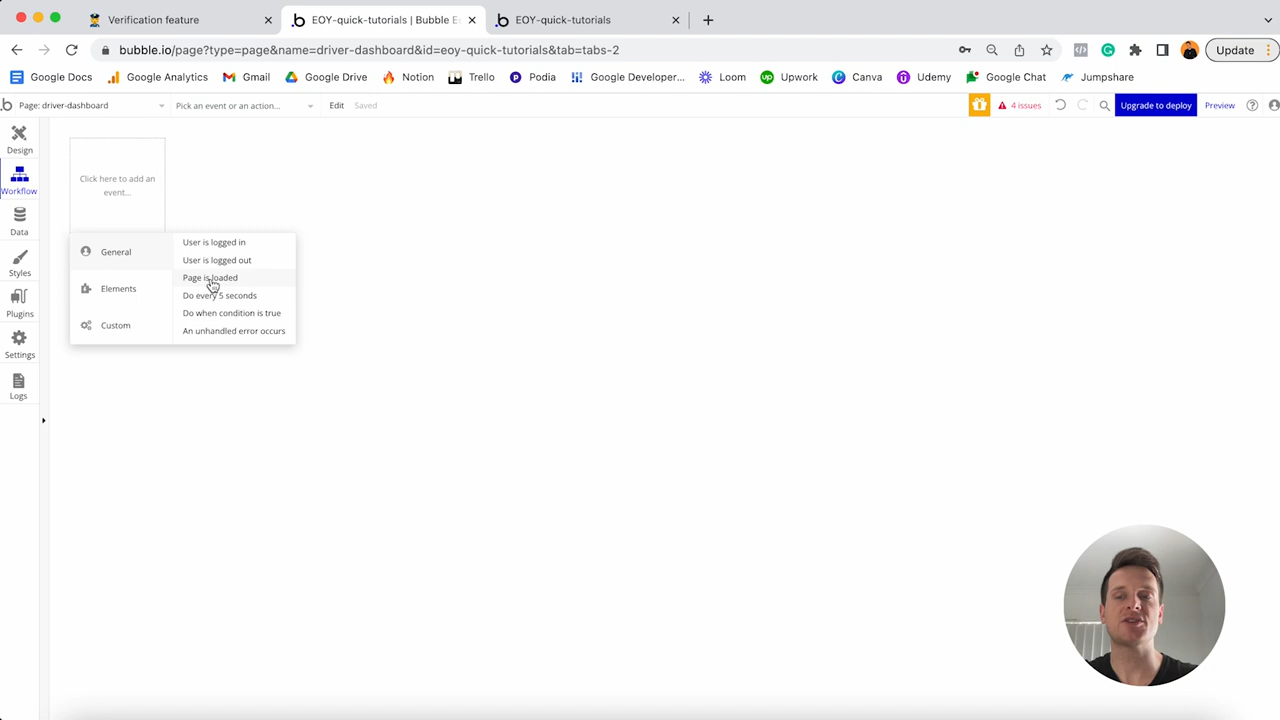 Verification feature
EOY-quick-tutorials | Bubble E
EOY-quick-tutorials
bubble.io/page?type=page&name=driver-dashboard&id=eoy-quick-tutorials&tab=tabs-2
Update
Google Docs
Google Analytics
Gmail
Google Drive
Notion
Trello
Podia
Google Developer...
Loom
Upwork
Canva
Udemy
Google Chat
Jumpshare
Page: driver-dashboard
Pick an event or an action...
Edit
Saved
4 issues
Upgrade to deploy
Preview
Design
Workflow
Data
Styles
Plugins
Settings
Logs
Click here to add an
event...
General
Elements
Custom
User is logged in
User is logged out
Page is loaded
Do every 5 seconds
Do when condition is true
An unhandled error occurs